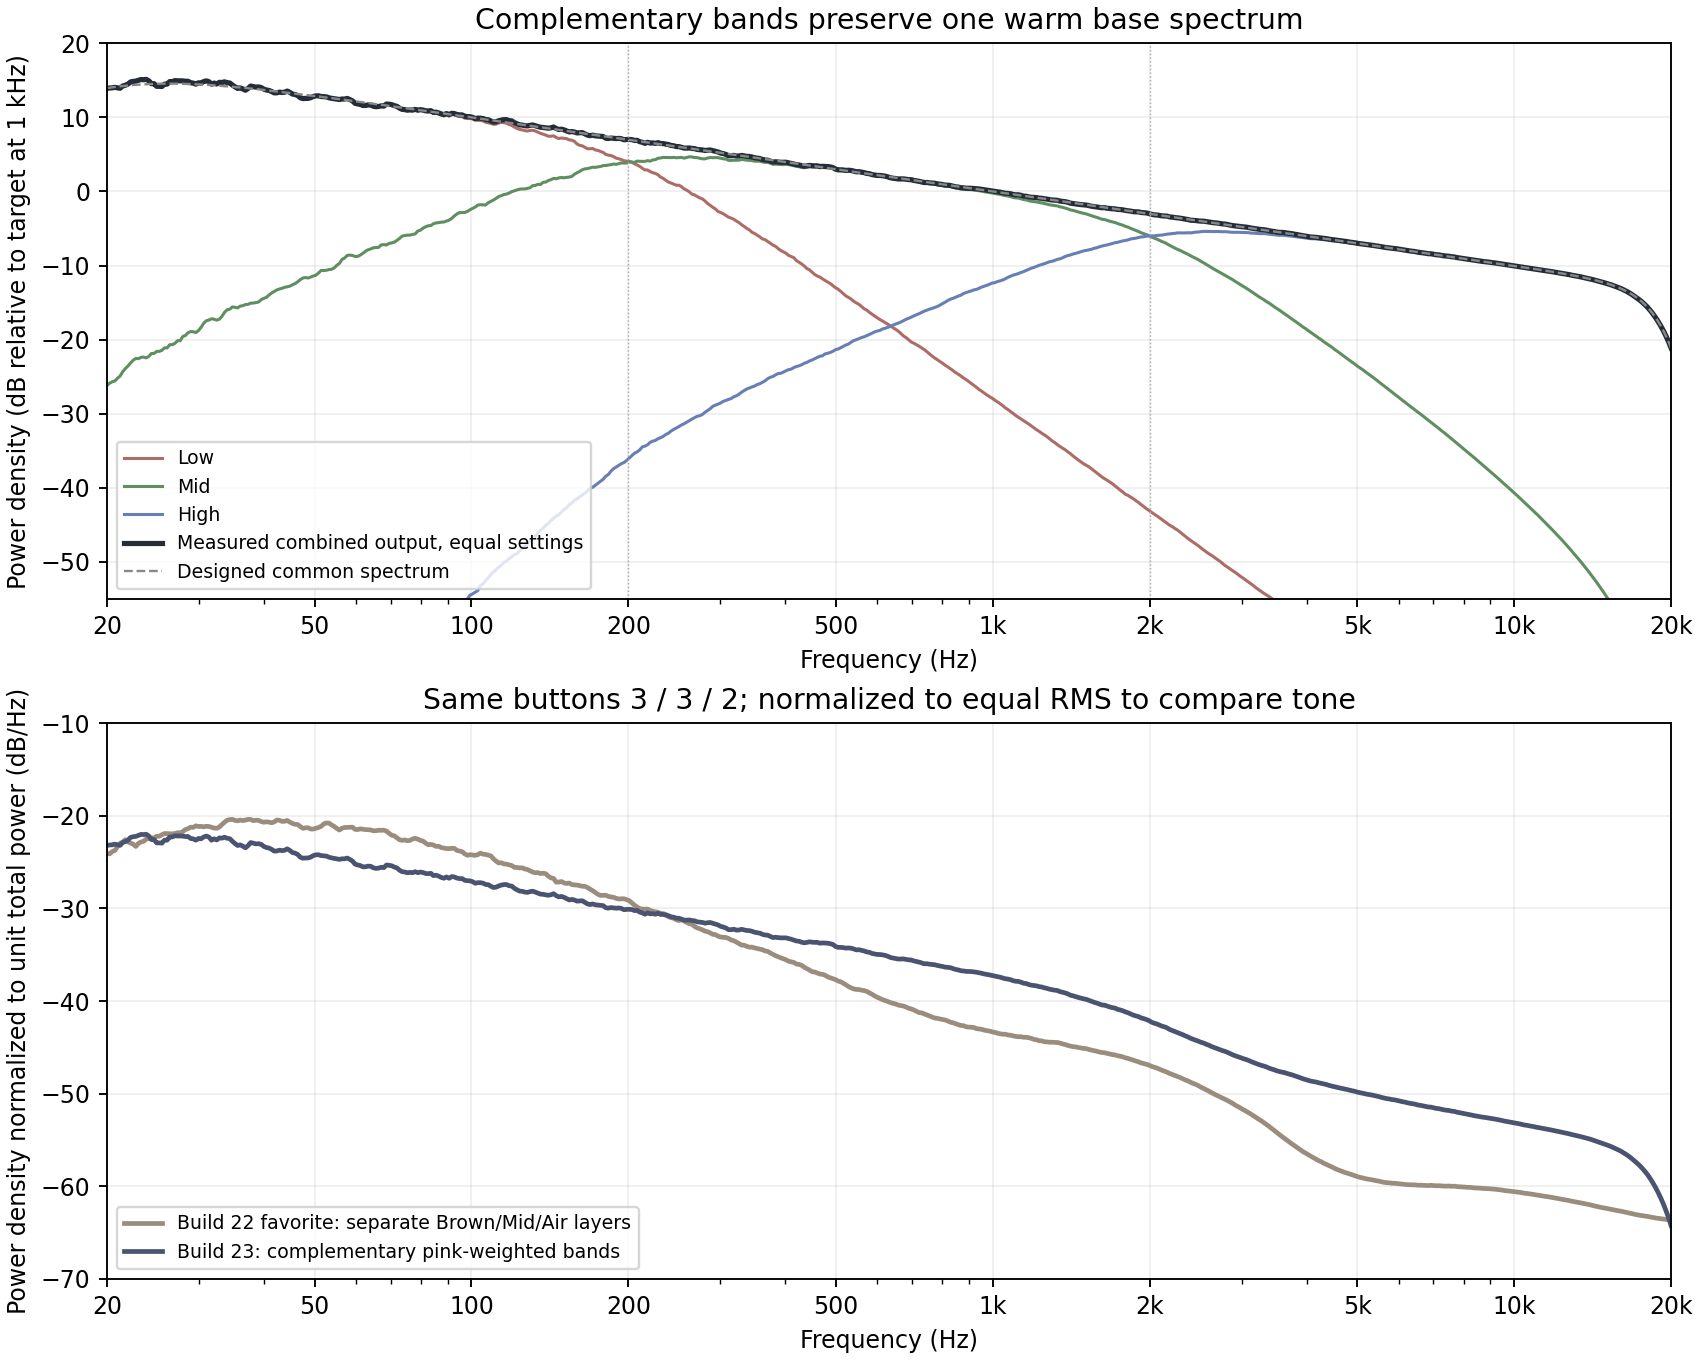 Complementary bands preserve one warm base spectrum
Power density (dB relative to target at 1 kHz)
20
10
0
−10
−20
−30
−40
−50
Low
Mid
High
Measured combined output, equal settings
Designed common spectrum
20 50 100 200 500 1k 2k 5k 10k 20k
Frequency (Hz)
Same buttons 3 / 3 / 2; normalized to equal RMS to compare tone
Power density normalized to unit total power (dB/Hz)
−10
−20
−30
−40
−50
−60
−70
Build 22 favorite: separate Brown/Mid/Air layers
Build 23: complementary pink-weighted bands
20 50 100 200 500 1k 2k 5k 10k 20k
Frequency (Hz)